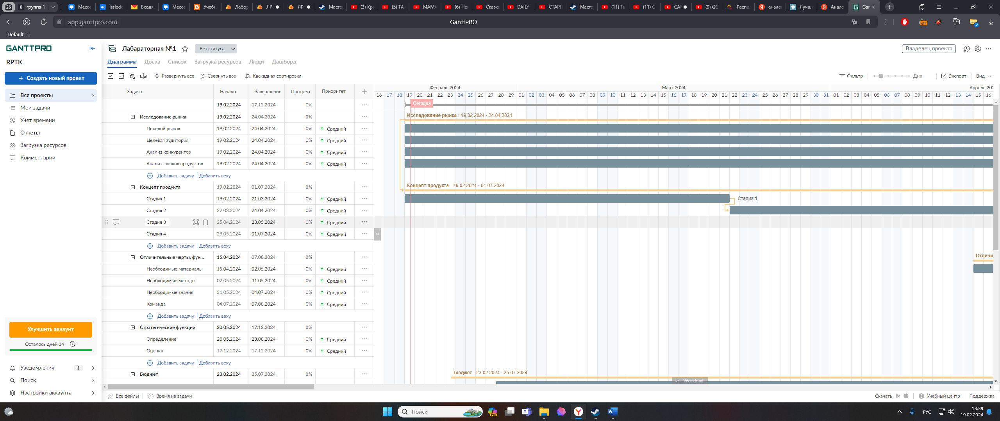 26 0 группа 1 Мессе Issledc Входя Мессе Учебн Лабор ЛР ЛР Масте (3) Кра (5) ТА МАМА (6) Неа Сказка DAILY СТАРП Масте (11) Та (11) G CAM (9) GG Распис анало Лучши Анало Gan
app.ganttpro.com GanttPRO off
Default
GANTTPRO
RPTK
Создать новый проект
Все проекты
Мои задачи
Учет времени
Отчеты
Загрузка ресурсов
Комментарии
Улучшить аккаунт
Осталось дней 14
Уведомления 1
Поиск
Настройки аккаунта
Лабараторная №1 Без статуса Владелец проекта
Диаграмма Доска Список Загрузка ресурсов Люди Дашборд
Развернуть все Свернуть все Каскадная сортировка Фильтр Дни Экспорт Вид
Задача Начало Завершение Прогресс Приоритет
Февраль 2024 Март 2024 Апрель 202
16 17 18 19 20 21 22 23 24 25 26 27 28 29 01 02 03 04 05 06 07 08 09 10 11 12 13 14 15 16 17 18 19 20 21 22 23 24 25 26 27 28 29 30 31 01 02 03 04 05 06 07 08 09 10 11 12 13 14 15 16
19.02.2024 17.12.2024 0% Сегодня
Исследование рынка 19.02.2024 24.04.2024 0% Исследование рынка 19.02.2024 - 24.04.2024
Целевой рынок 19.02.2024 24.04.2024 0% Средний
Целевая аудитория 19.02.2024 24.04.2024 0% Средний
Анализ конкурентов 19.02.2024 24.04.2024 0% Средний
Анализ схожих продуктов 19.02.2024 24.04.2024 0% Средний
Добавить задачу | Добавить веху
Концепт продукта 19.02.2024 01.07.2024 0% Концепт продукта 19.02.2024 - 01.07.2024
Стадия 1 19.02.2024 21.03.2024 0% Средний Стадия 1
Стадия 2 22.03.2024 24.04.2024 0% Средний
Стадия 3 25.04.2024 28.05.2024 0% Средний
Стадия 4 29.05.2024 01.07.2024 0% Средний
Добавить задачу | Добавить веху
Отличительные черты, фун... 15.04.2024 07.08.2024 0% Отличи
Необходимые материалы 15.04.2024 02.05.2024 0% Средний
Необходимые методы 02.05.2024 31.05.2024 0% Средний
Необходимые знания 31.05.2024 04.07.2024 0% Средний
Команда 04.07.2024 07.08.2024 0% Средний
Добавить задачу | Добавить веху
Стратегические функции 20.05.2024 17.12.2024 0%
Определение 20.05.2024 23.08.2024 0% Средний
Оценка 17.12.2024 17.12.2024 0% Средний
Добавить задачу | Добавить веху
Бюджет 23.02.2024 25.07.2024 0% Бюджет 23.02.2024 - 25.07.2024
Workload
Все файлы Время на задачи Скачать Учебный центр Поддержка
Поиск PRE РУС 13:39
19.02.2024